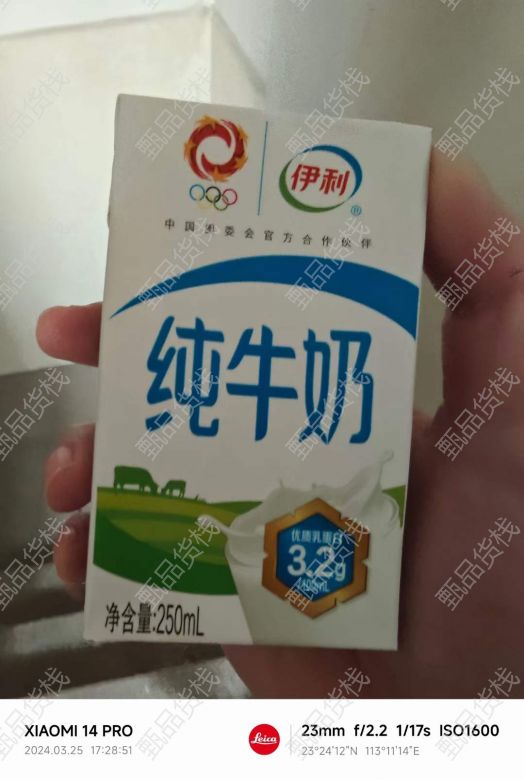 伊利
®
中国奥委会官方合作伙伴
纯牛奶
优质乳蛋白
3.2g
/100mL
净含量:250mL
甄品货栈
XIAOMI 14 PRO
2024.03.25 17:28:51
Leica
23mm f/2.2 1/17s ISO1600
23°24'12"N 113°11'14"E